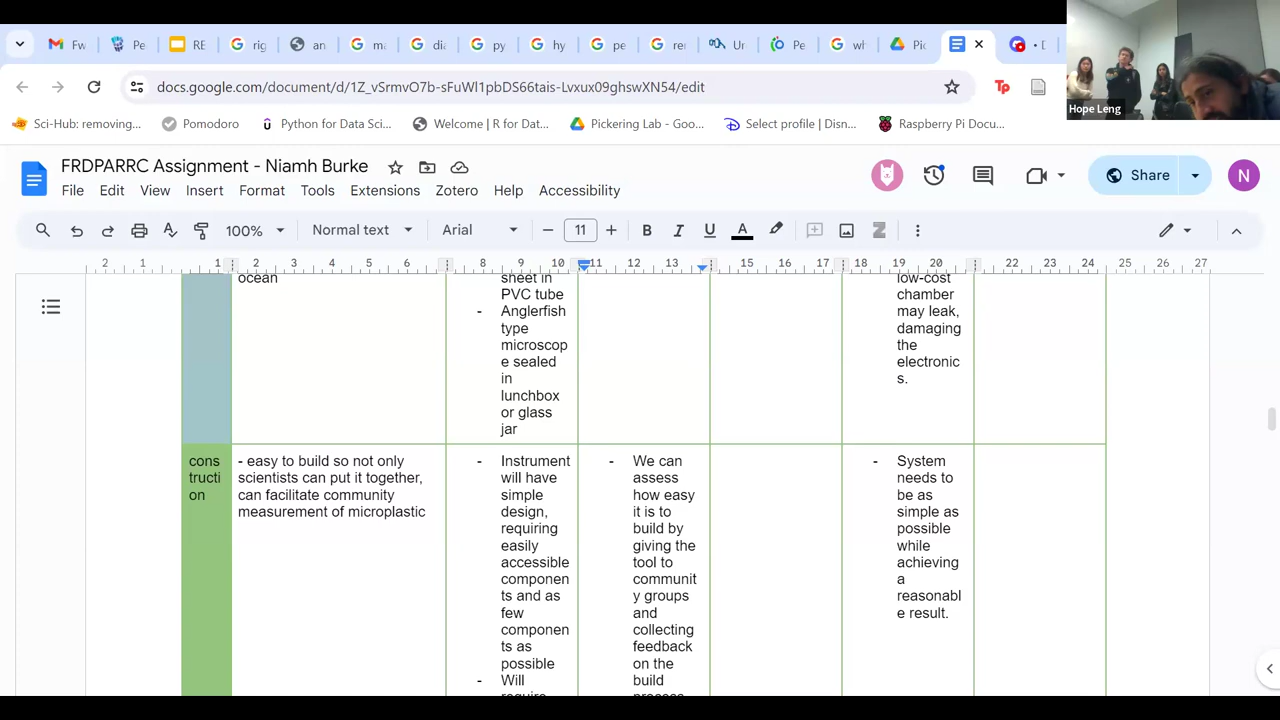 Fw
Pe
RE
rig
an
ma
dia
py
hy
pe
re
Ur
Pe
wh
Pic
docs.google.com/document/d/1Z_vSrmvO7b-sFuWl1pbDS66tais-Lvxux09ghswXN54/edit
Sci-Hub: removing...
Pomodoro
Python for Data Sci...
Welcome | R for Dat...
Pickering Lab - Goo...
Select profile | Disn...
Raspberry Pi Docu...
Hope Leng
FRDPARRC Assignment - Niamh Burke
File Edit View Insert Format Tools Extensions Zotero Help Accessibility
Share
N
100%
Normal text
Arial
11
B I U A
2 1 1 2 3 4 5 6 8 9 10 11 12 13 15 16 17 18 19 20 22 23 24 25 26 27
ocean
sheet in
PVC tube
- Anglerfish
type
microscop
e sealed
in
lunchbox
or glass
jar
low-cost
chamber
may leak,
damaging
the
electronic
s.
cons
tructi
on
- easy to build so not only
scientists can put it together,
can facilitate community
measurement of microplastic
- Instrument
will have
simple
design,
requiring
easily
accessible
componen
ts and as
few
componen
ts as
possible
- Will
require
- We can
assess
how easy
it is to
build by
giving the
tool to
communit
y groups
and
collecting
feedback
on the
build
process
- System
needs to
be as
simple as
possible
while
achieving
a
reasonabl
e result.